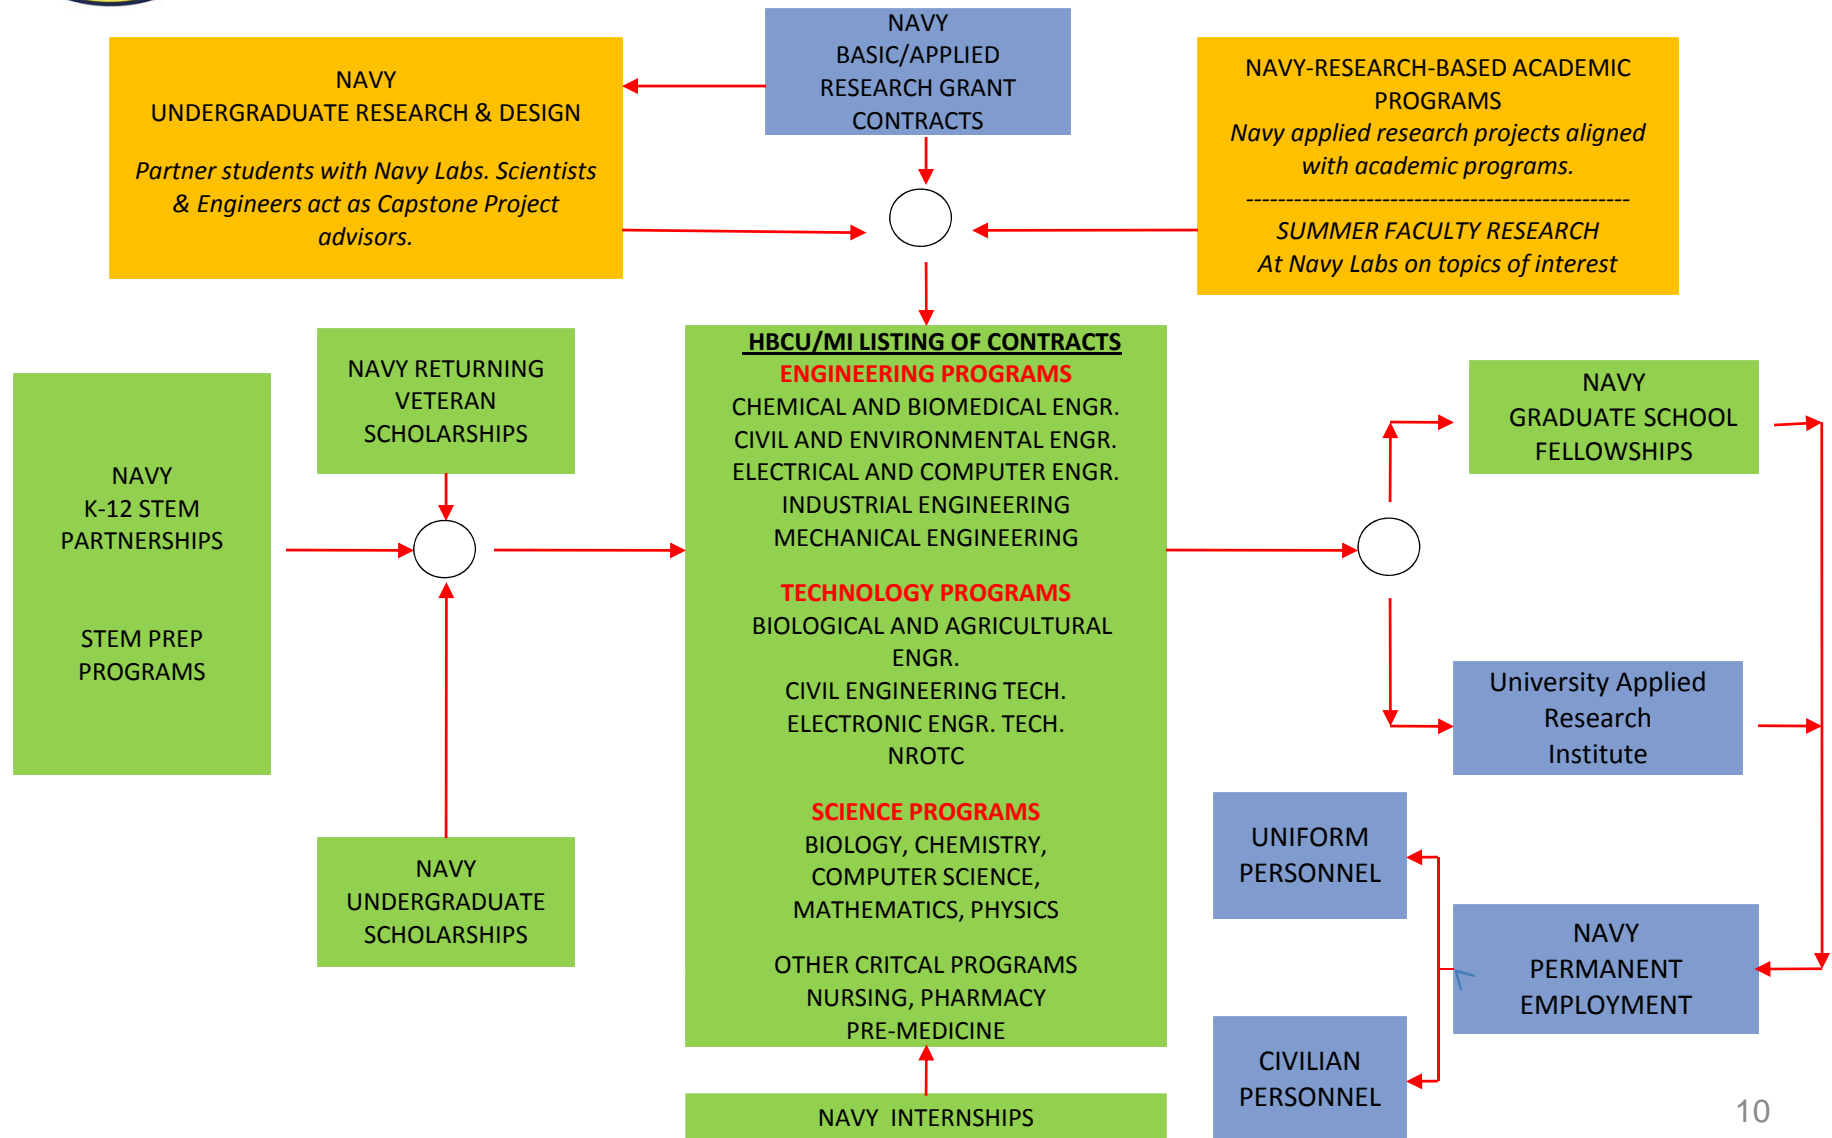 NAVY
BASIC/APPLIED
RESEARCH GRANT
CONTRACTS
NAVY
UNDERGRADUATE RESEARCH & DESIGN
Partner students with Navy Labs. Scientists
& Engineers act as Capstone Project
advisors.
NAVY-RESEARCH-BASED ACADEMIC
PROGRAMS
Navy applied research projects aligned
with academic programs.
------------------------------------------------
SUMMER FACULTY RESEARCH
At Navy Labs on topics of interest
NAVY
K-12 STEM
PARTNERSHIPS
STEM PREP
PROGRAMS
NAVY RETURNING
VETERAN
SCHOLARSHIPS
NAVY
UNDERGRADUATE
SCHOLARSHIPS
HBCU/MI LISTING OF CONTRACTS
ENGINEERING PROGRAMS
CHEMICAL AND BIOMEDICAL ENGR.
CIVIL AND ENVIRONMENTAL ENGR.
ELECTRICAL AND COMPUTER ENGR.
INDUSTRIAL ENGINEERING
MECHANICAL ENGINEERING
TECHNOLOGY PROGRAMS
BIOLOGICAL AND AGRICULTURAL
ENGR.
CIVIL ENGINEERING TECH.
ELECTRONIC ENGR. TECH.
NROTC
SCIENCE PROGRAMS
BIOLOGY, CHEMISTRY,
COMPUTER SCIENCE,
MATHEMATICS, PHYSICS
OTHER CRITCAL PROGRAMS
NURSING, PHARMACY
PRE-MEDICINE
NAVY INTERNSHIPS
NAVY
GRADUATE SCHOOL
FELLOWSHIPS
University Applied
Research
Institute
UNIFORM
PERSONNEL
NAVY
PERMANENT
EMPLOYMENT
CIVILIAN
PERSONNEL
10